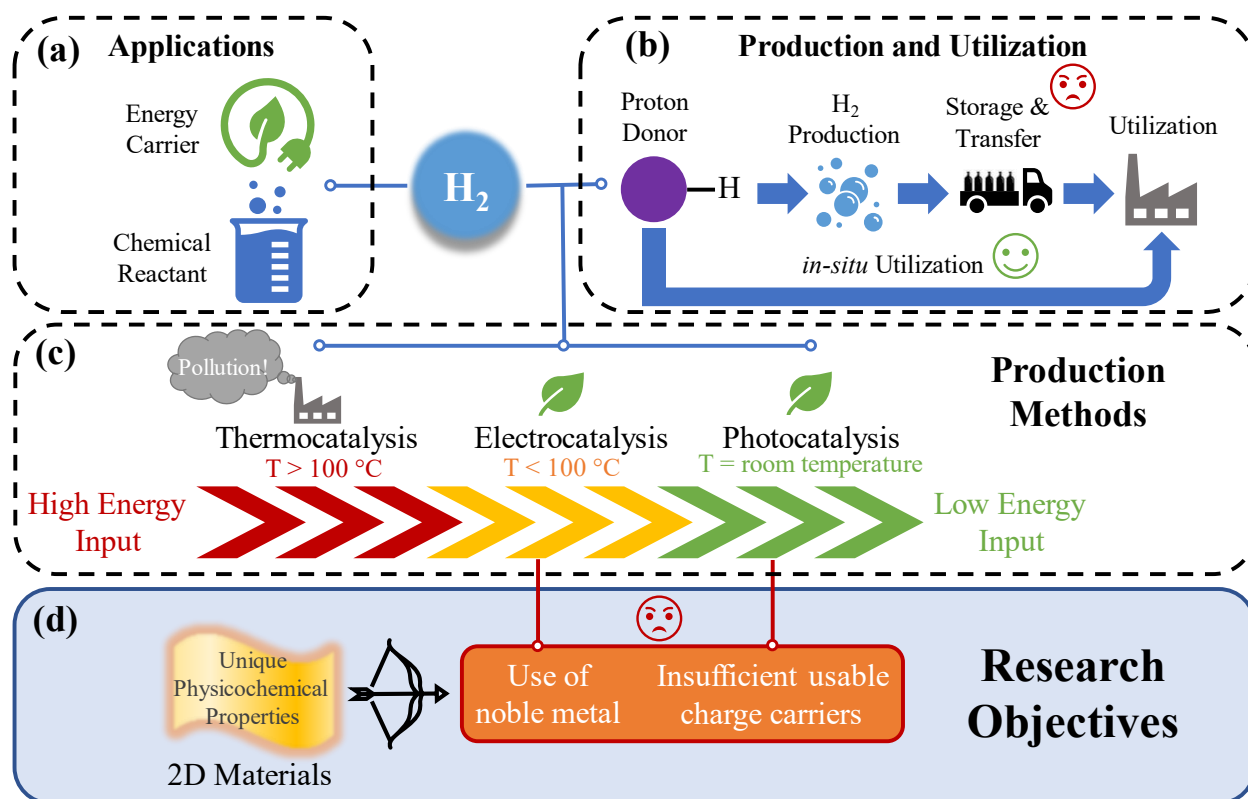 (a)
Applications
Energy
Carrier
Chemical
Reactant
H₂
(b)
Production and Utilization
Proton
Donor
H
H₂
Production
Storage &
Transfer
Utilization
in-situ Utilization
(c)
Pollution!
Production
Methods
Thermocatalysis
T > 100 °C
Electrocatalysis
T < 100 °C
Photocatalysis
T = room temperature
High Energy
Input
Low Energy
Input
(d)
Unique
Physicochemical
Properties
2D Materials
Use of
noble metal
Insufficient usable
charge carriers
Research
Objectives